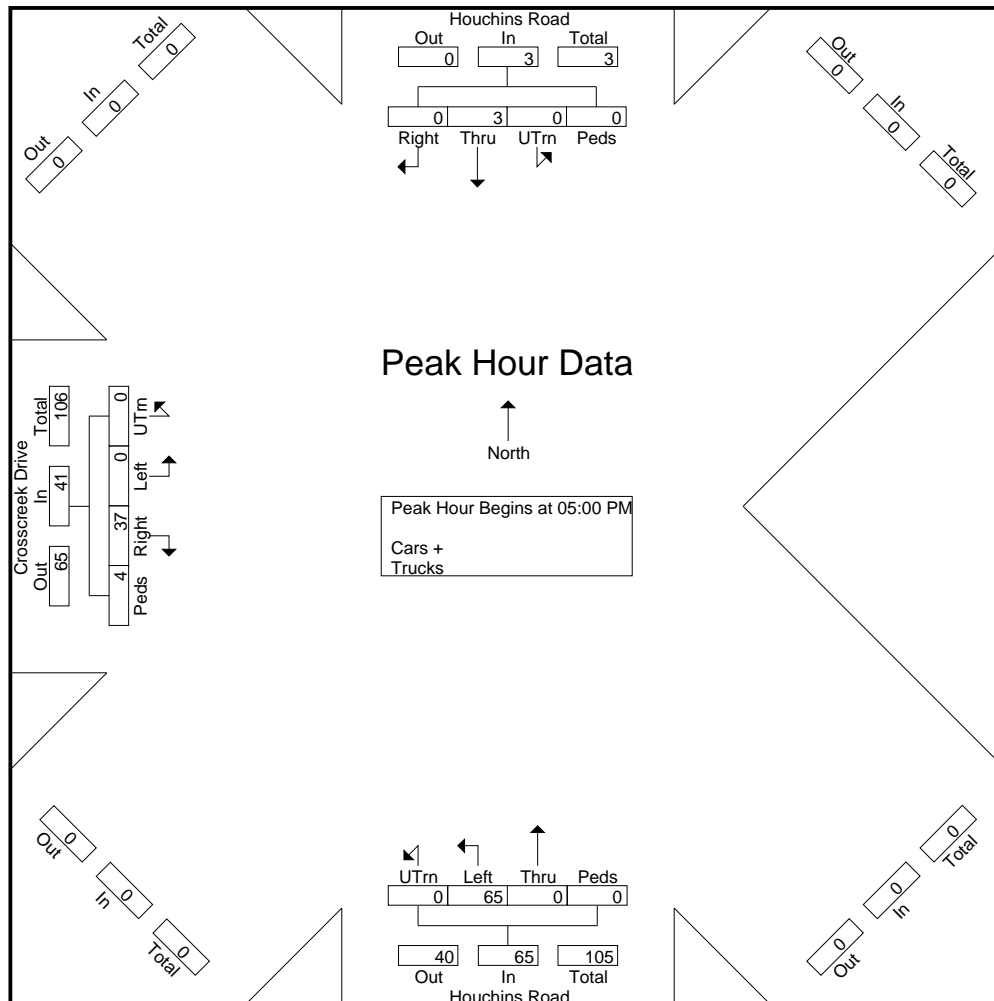 Houchins Road
Out In Total
0 3 3
0 3 0 0
Right Thru UTrn Peds
Total
0
In
0
Out
0
Out
0
In
0
Total
0
Peak Hour Data
North
Peak Hour Begins at 05:00 PM
Cars +
Trucks
Crosscreek Drive
Out In Total
65 41 106
4 37 0 0
Peds Right Left UTrn
0
Out
0
In
0
Total
0
Total
0
In
0
Out
UTrn Left Thru Peds
0 65 0 0
40 65 105
Out In Total
Houchins Road